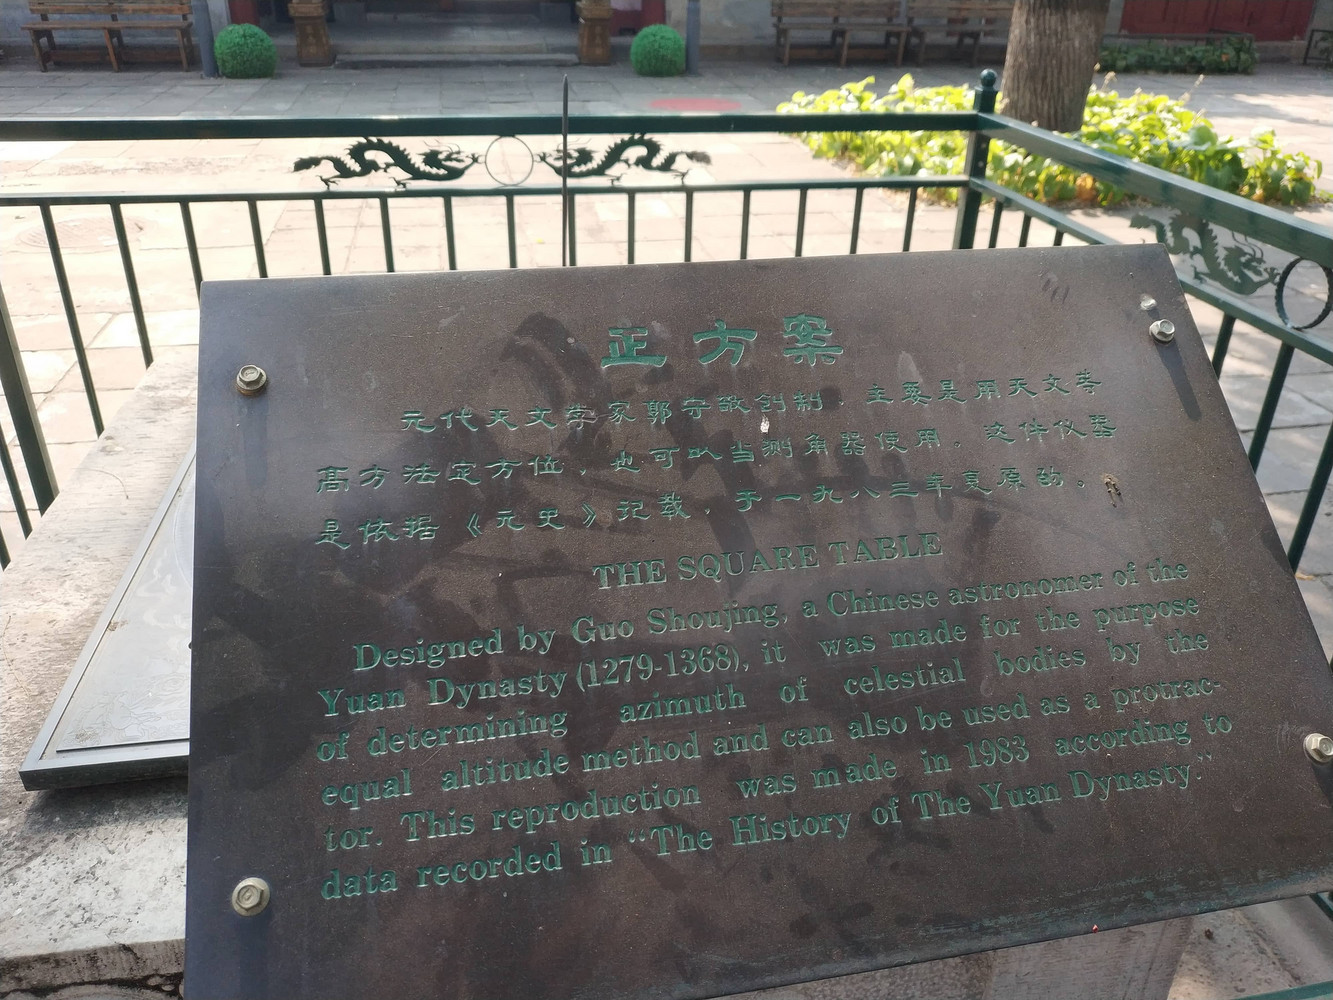 正方案
元代天文学家郭守敬创制，主要是用天文等
高方法定方位，也可以当测角器使用。这件仪器
是依据《元史》记载，于一九八三年复原的。
THE SQUARE TABLE
Designed by Guo Shoujing, a Chinese astronomer of the
Yuan Dynasty (1279-1368), it was made for the purpose
of determining azimuth of celestial bodies by the
equal altitude method and can also be used as a protrac-
tor. This reproduction was made in 1983 according to
data recorded in “The History of The Yuan Dynasty.”